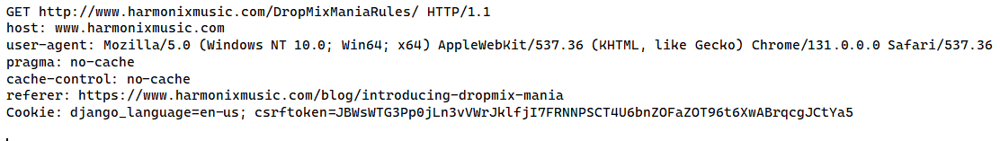 GET http://www.harmonixmusic.com/DropMixManiaRules/ HTTP/1.1
host: www.harmonixmusic.com
user-agent: Mozilla/5.0 (Windows NT 10.0; Win64; x64) AppleWebKit/537.36 (KHTML, like Gecko) Chrome/131.0.0.0 Safari/537.36
pragma: no-cache
cache-control: no-cache
referer: https://www.harmonixmusic.com/blog/introducing-dropmix-mania
Cookie: django_language=en-us; csrftoken=JBWsWTG3Pp0jLn3vVWrJklfjI7FRNNPSCT4U6bnZOFaZOT96t6XwABrqcgJCtYa5